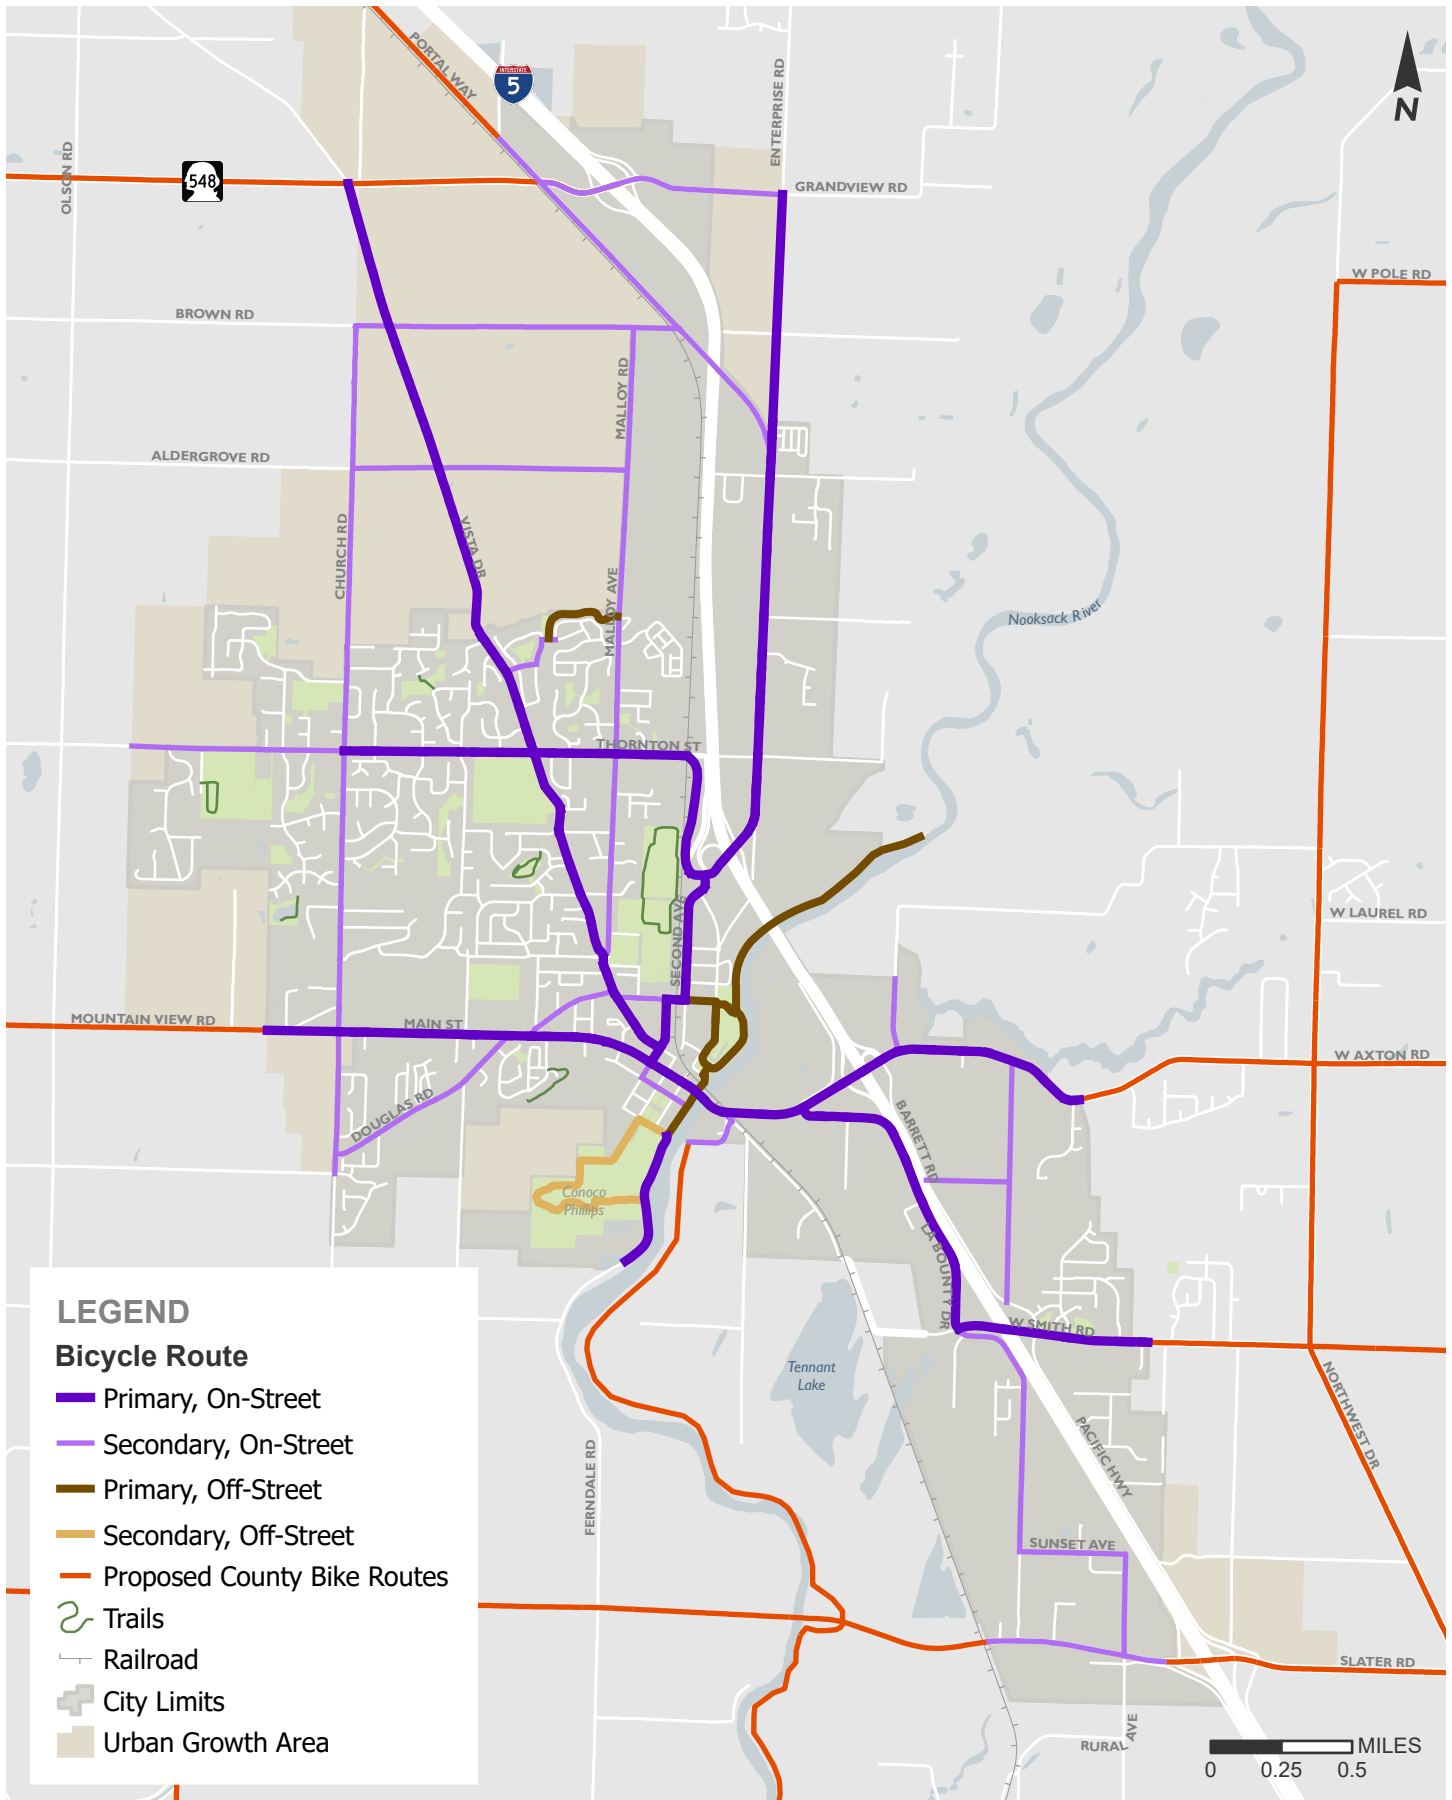 PORTAL WAY
INTERSTATE
5
ENTERPRISE RD
N
OLSON RD
548
GRANDVIEW RD
W POLE RD
BROWN RD
MALLOY RD
ALDERGROVE RD
CHURCH RD
VISTA DR
MALLOY AVE
Nooksack River
THORNTON ST
SECOND AVE
W LAUREL RD
MOUNTAIN VIEW RD
MAIN ST
W AXTON RD
DOUGLAS RD
BARRETT RD
Conoco
Phillips
LA BOUNTY DR
W SMITH RD
Tennant
Lake
NORTHWEST DR
PACIFIC HWY
FERNDALE RD
SUNSET AVE
SLATER RD
RURAL AVE
LEGEND
Bicycle Route
Primary, On-Street
Secondary, On-Street
Primary, Off-Street
Secondary, Off-Street
Proposed County Bike Routes
Trails
Railroad
City Limits
Urban Growth Area
MILES
0 0.25 0.5